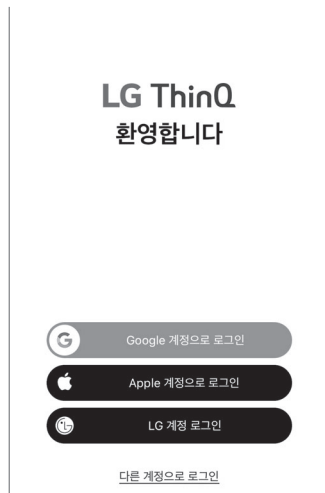 LG ThinQ
환영합니다
Google 계정으로 로그인
Apple 계정으로 로그인
LG 계정 로그인
다른 계정으로 로그인